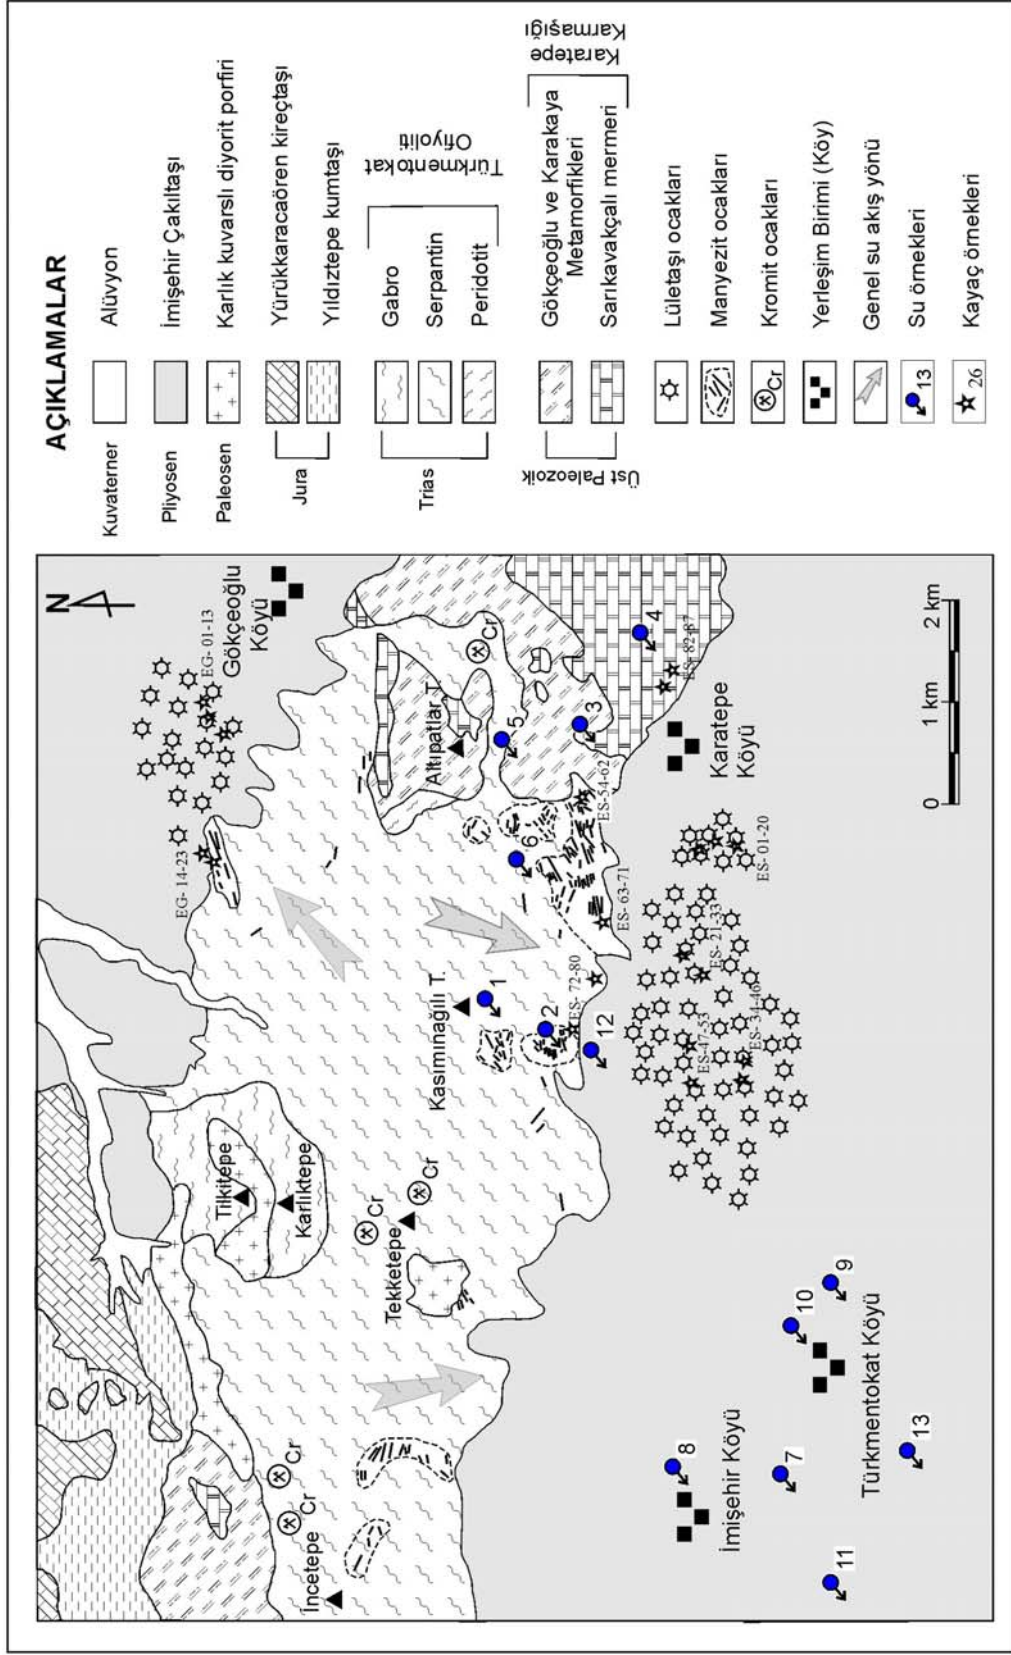 N
Gökçeoğlu
Köyü
EG- 01-13
EG- 14-23
Altıpatlar T.
Cr
5
4
ES- 82-87
3
ES-54-62
6
ES- 63-71
Karatepe
Köyü
ES- 01-20
ES- 21-33
ES- 34-46
ES-47-53
Kasımınağılı T.
1
2
ES- 72-80
12
Tilkitepe
Karlıktepe
Cr
Cr
Tekketepe
Cr
Cr
İncetepe
9
10
Türkmentokat Köyü
8
İmişehir Köyü
7
13
11
0
1 km
2 km
AÇIKLAMALAR
Kuvaterner
Alüvyon
Pliyosen
İmişehir Çakıltaşı
Paleosen
Karlık kuvarslı diyorit porfiri
Jura
Yürükkaracaören kireçtaşı
Yıldıztepe kumtaşı
Trias
Gabro
Serpantin
Peridotit
Türkmentokat
Ofiyoliti
Üst Paleozoik
Gökçeoğlu ve Karakaya
Metamorfikleri
Sarıkavakçalı mermeri
Karatepe
Karmaşığı
Lületaşı ocakları
Manyezit ocakları
Cr
Kromit ocakları
Yerleşim Birimi (Köy)
Genel su akış yönü
13
Su örnekleri
26
Kayaç örnekleri